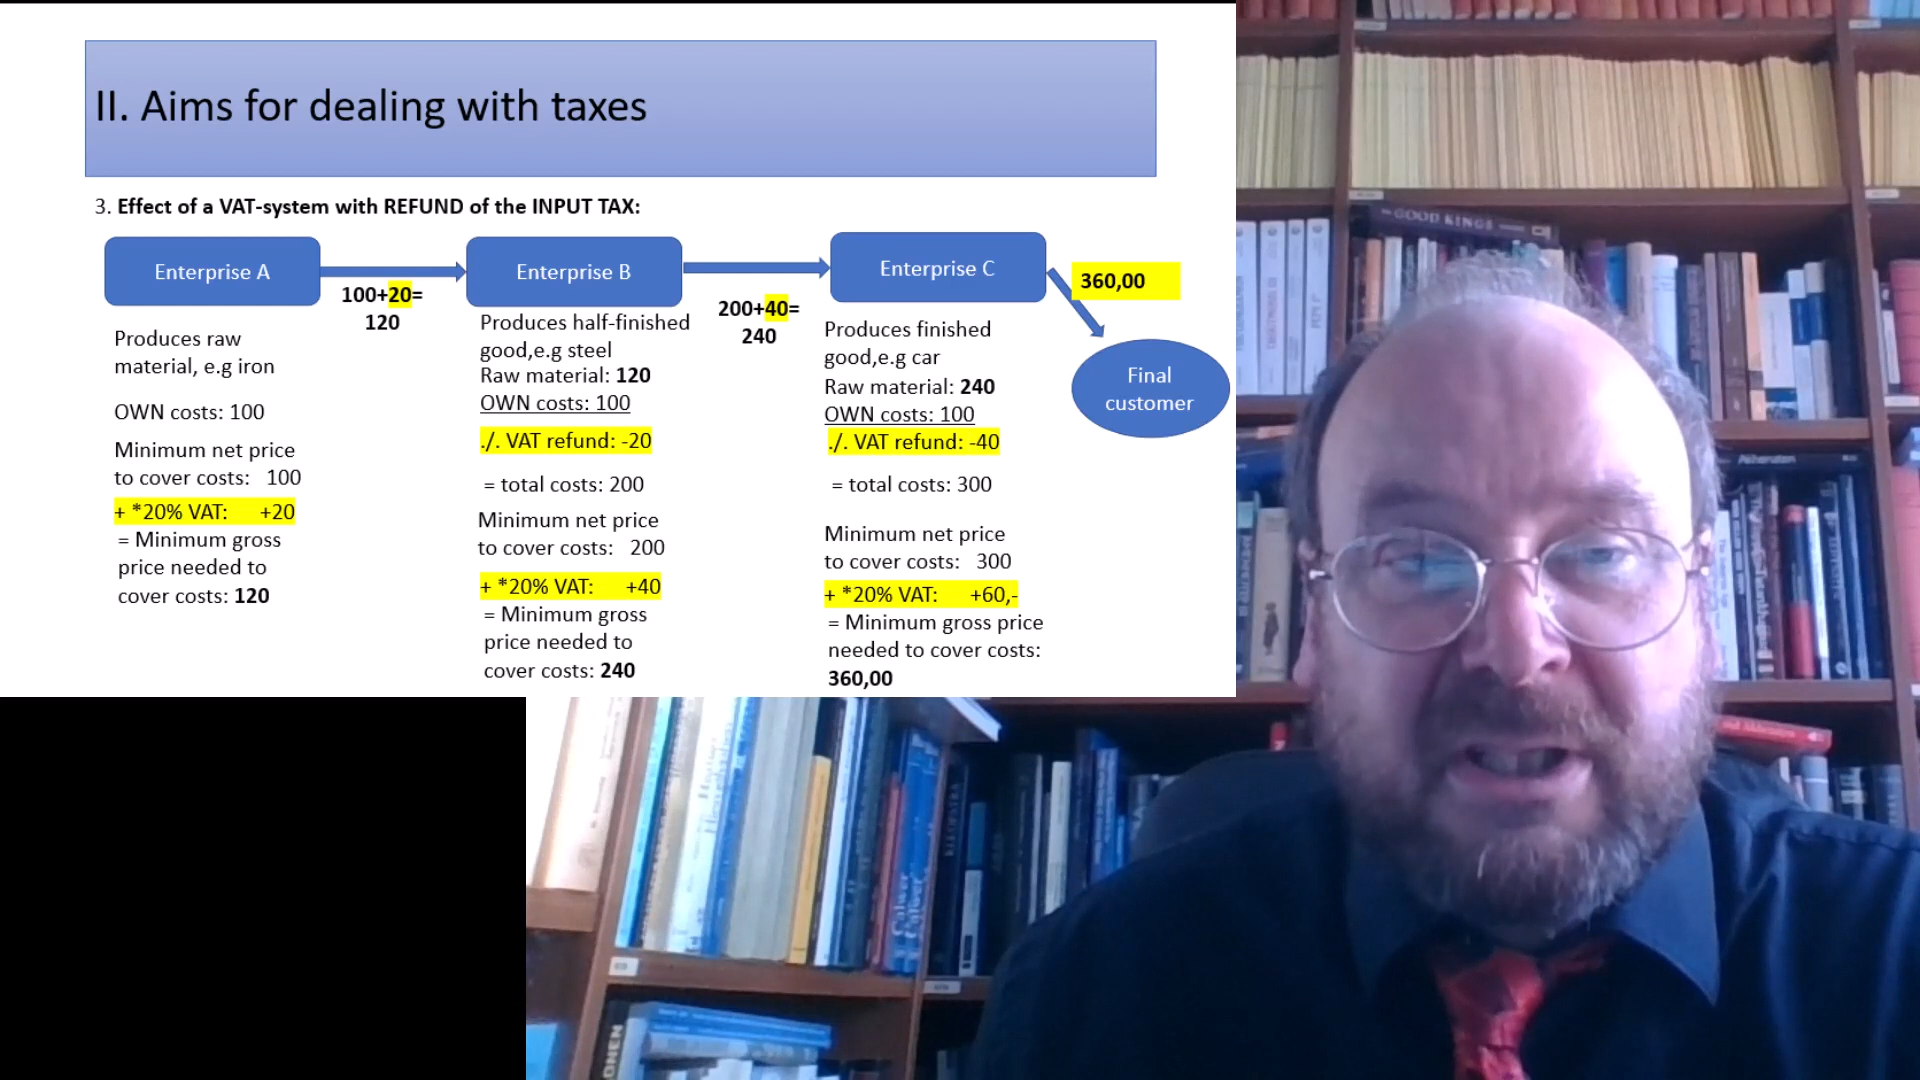 II. Aims for dealing with taxes
3. Effect of a VAT-system with REFUND of the INPUT TAX:
Enterprise A
100+20=
120
Enterprise B
200+40=
240
Enterprise C
360,00
Final
customer
Produces raw
material, e.g iron
OWN costs: 100
Minimum net price
to cover costs: 100
+ *20% VAT: +20
= Minimum gross
price needed to
cover costs: 120
Produces half-finished
good,e.g steel
Raw material: 120
OWN costs: 100
./. VAT refund: -20
= total costs: 200
Minimum net price
to cover costs: 200
+ *20% VAT: +40
= Minimum gross
price needed to
cover costs: 240
Produces finished
good,e.g car
Raw material: 240
OWN costs: 100
./. VAT refund: -40
= total costs: 300
Minimum net price
to cover costs: 300
+ *20% VAT: +60,-
= Minimum gross price
needed to cover costs:
360,00
GOOD KINGS